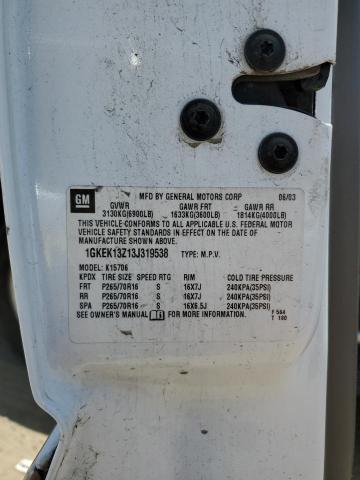 GM
MFD BY GENERAL MOTORS CORP 06/03
GVWR GAWR FRT GAWR RR
3130KG(6900LB) 1633KG(3600LB) 1814KG(4000LB)
THIS VEHICLE CONFORMS TO ALL APPLICABLE U.S. FEDERAL MOTOR
VEHICLE SAFETY STANDARDS IN EFFECT ON THE DATE OF
MANUFACTURE SHOWN ABOVE.
1GKEK13Z13J319538 TYPE: M.P.V.
MODEL: K15706
KPDX TIRE SIZE SPEED RTG RIM COLD TIRE PRESSURE
FRT P265/70R16 S 16X7J 240KPA(35PSI)
RR P265/70R16 S 16X7J 240KPA(35PSI)
SPA P265/70R16 S 16X6.5J 240KPA(35PSI)
SEE OWNER'S MANUAL FOR MORE INFORMATION. F 564
T 180